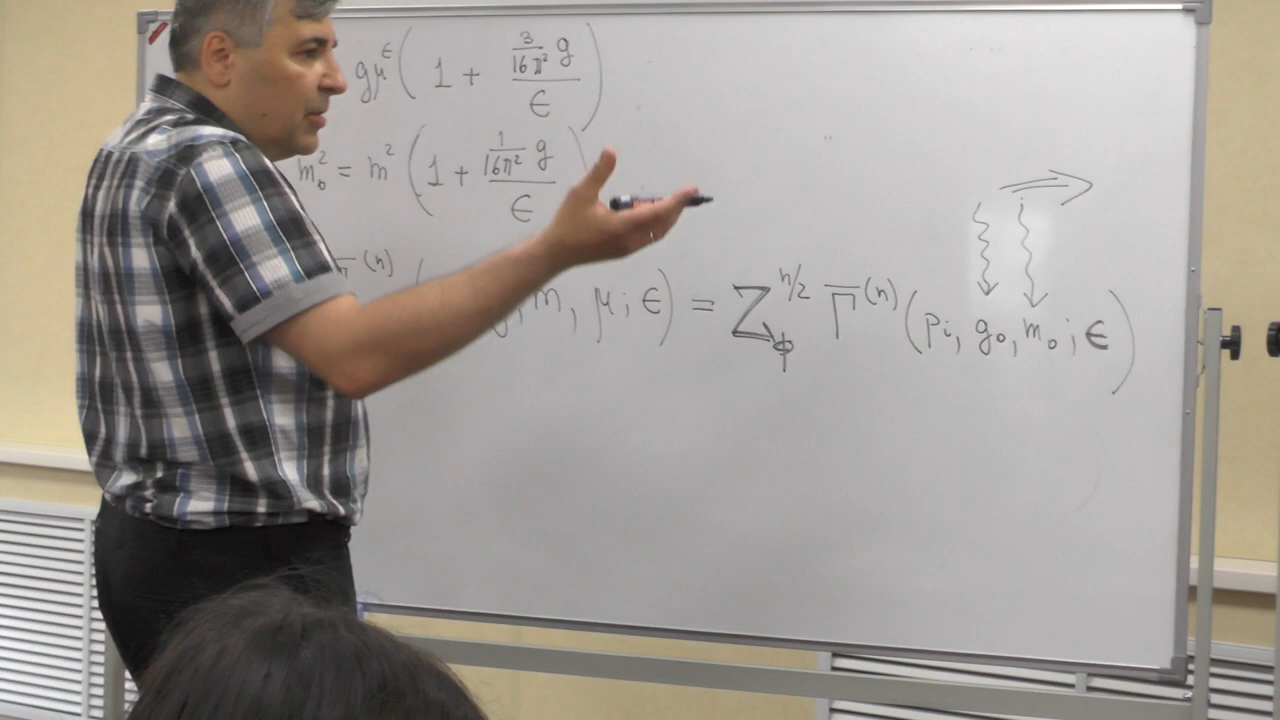 gμ^ε ( 1 + (3/16π² g)/ε )
m₀² = m² ( 1 + (1/16π² g)/ε
Γ^(n) ( , m, μ; ε) = Z_ϕ^{n/2} Γ^(n) (pᵢ, g₀, m₀; ε)